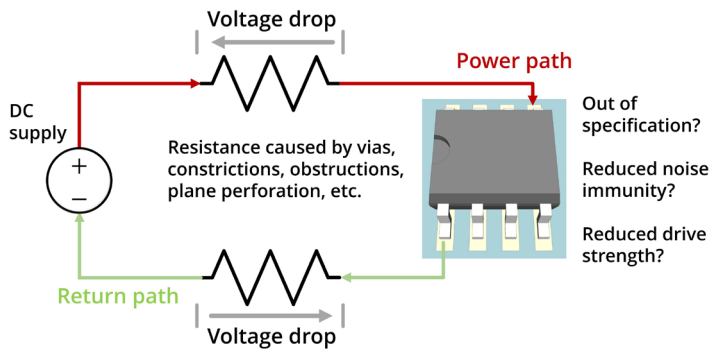 Voltage drop
Power path
DC
supply
+
−
Resistance caused by vias,
constrictions, obstructions,
plane perforation, etc.
Out of
specification?
Reduced noise
immunity?
Reduced drive
strength?
Return path
Voltage drop